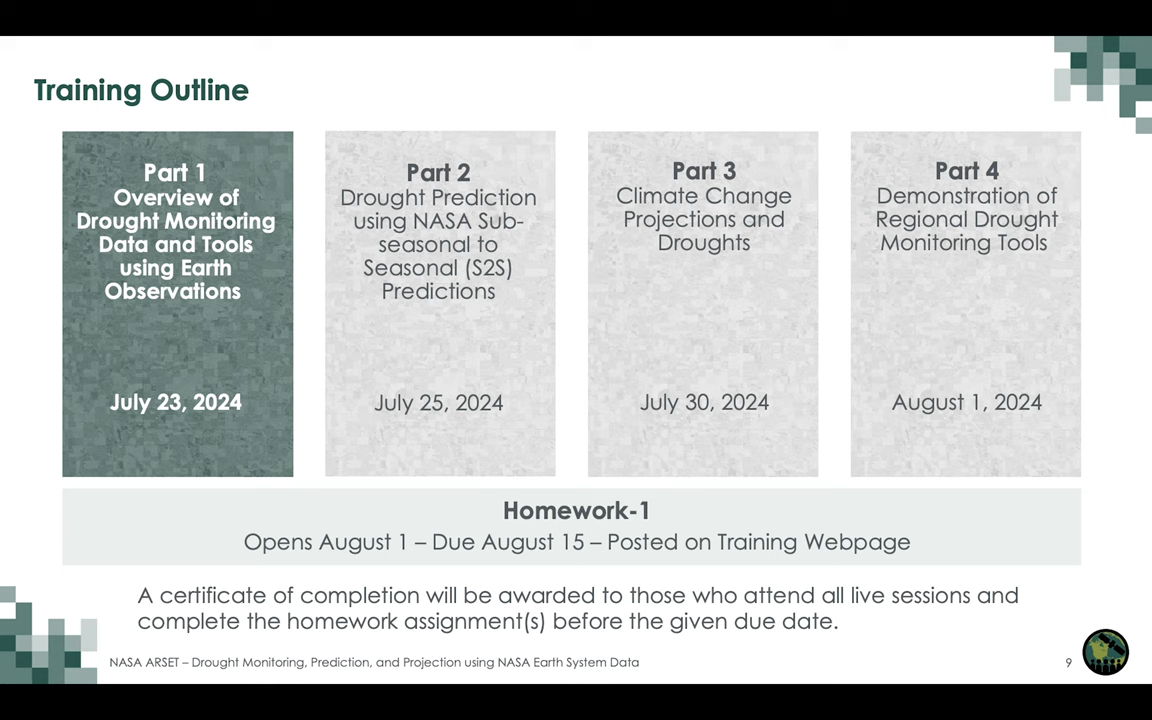 Training Outline
Part 1
Overview of
Drought Monitoring
Data and Tools
using Earth
Observations
July 23, 2024
Part 2
Drought Prediction
using NASA Sub-
seasonal to
Seasonal (S2S)
Predictions
July 25, 2024
Part 3
Climate Change
Projections and
Droughts
July 30, 2024
Part 4
Demonstration of
Regional Drought
Monitoring Tools
August 1, 2024
Homework-1
Opens August 1 – Due August 15 – Posted on Training Webpage
A certificate of completion will be awarded to those who attend all live sessions and
complete the homework assignment(s) before the given due date.
NASA ARSET – Drought Monitoring, Prediction, and Projection using NASA Earth System Data
9